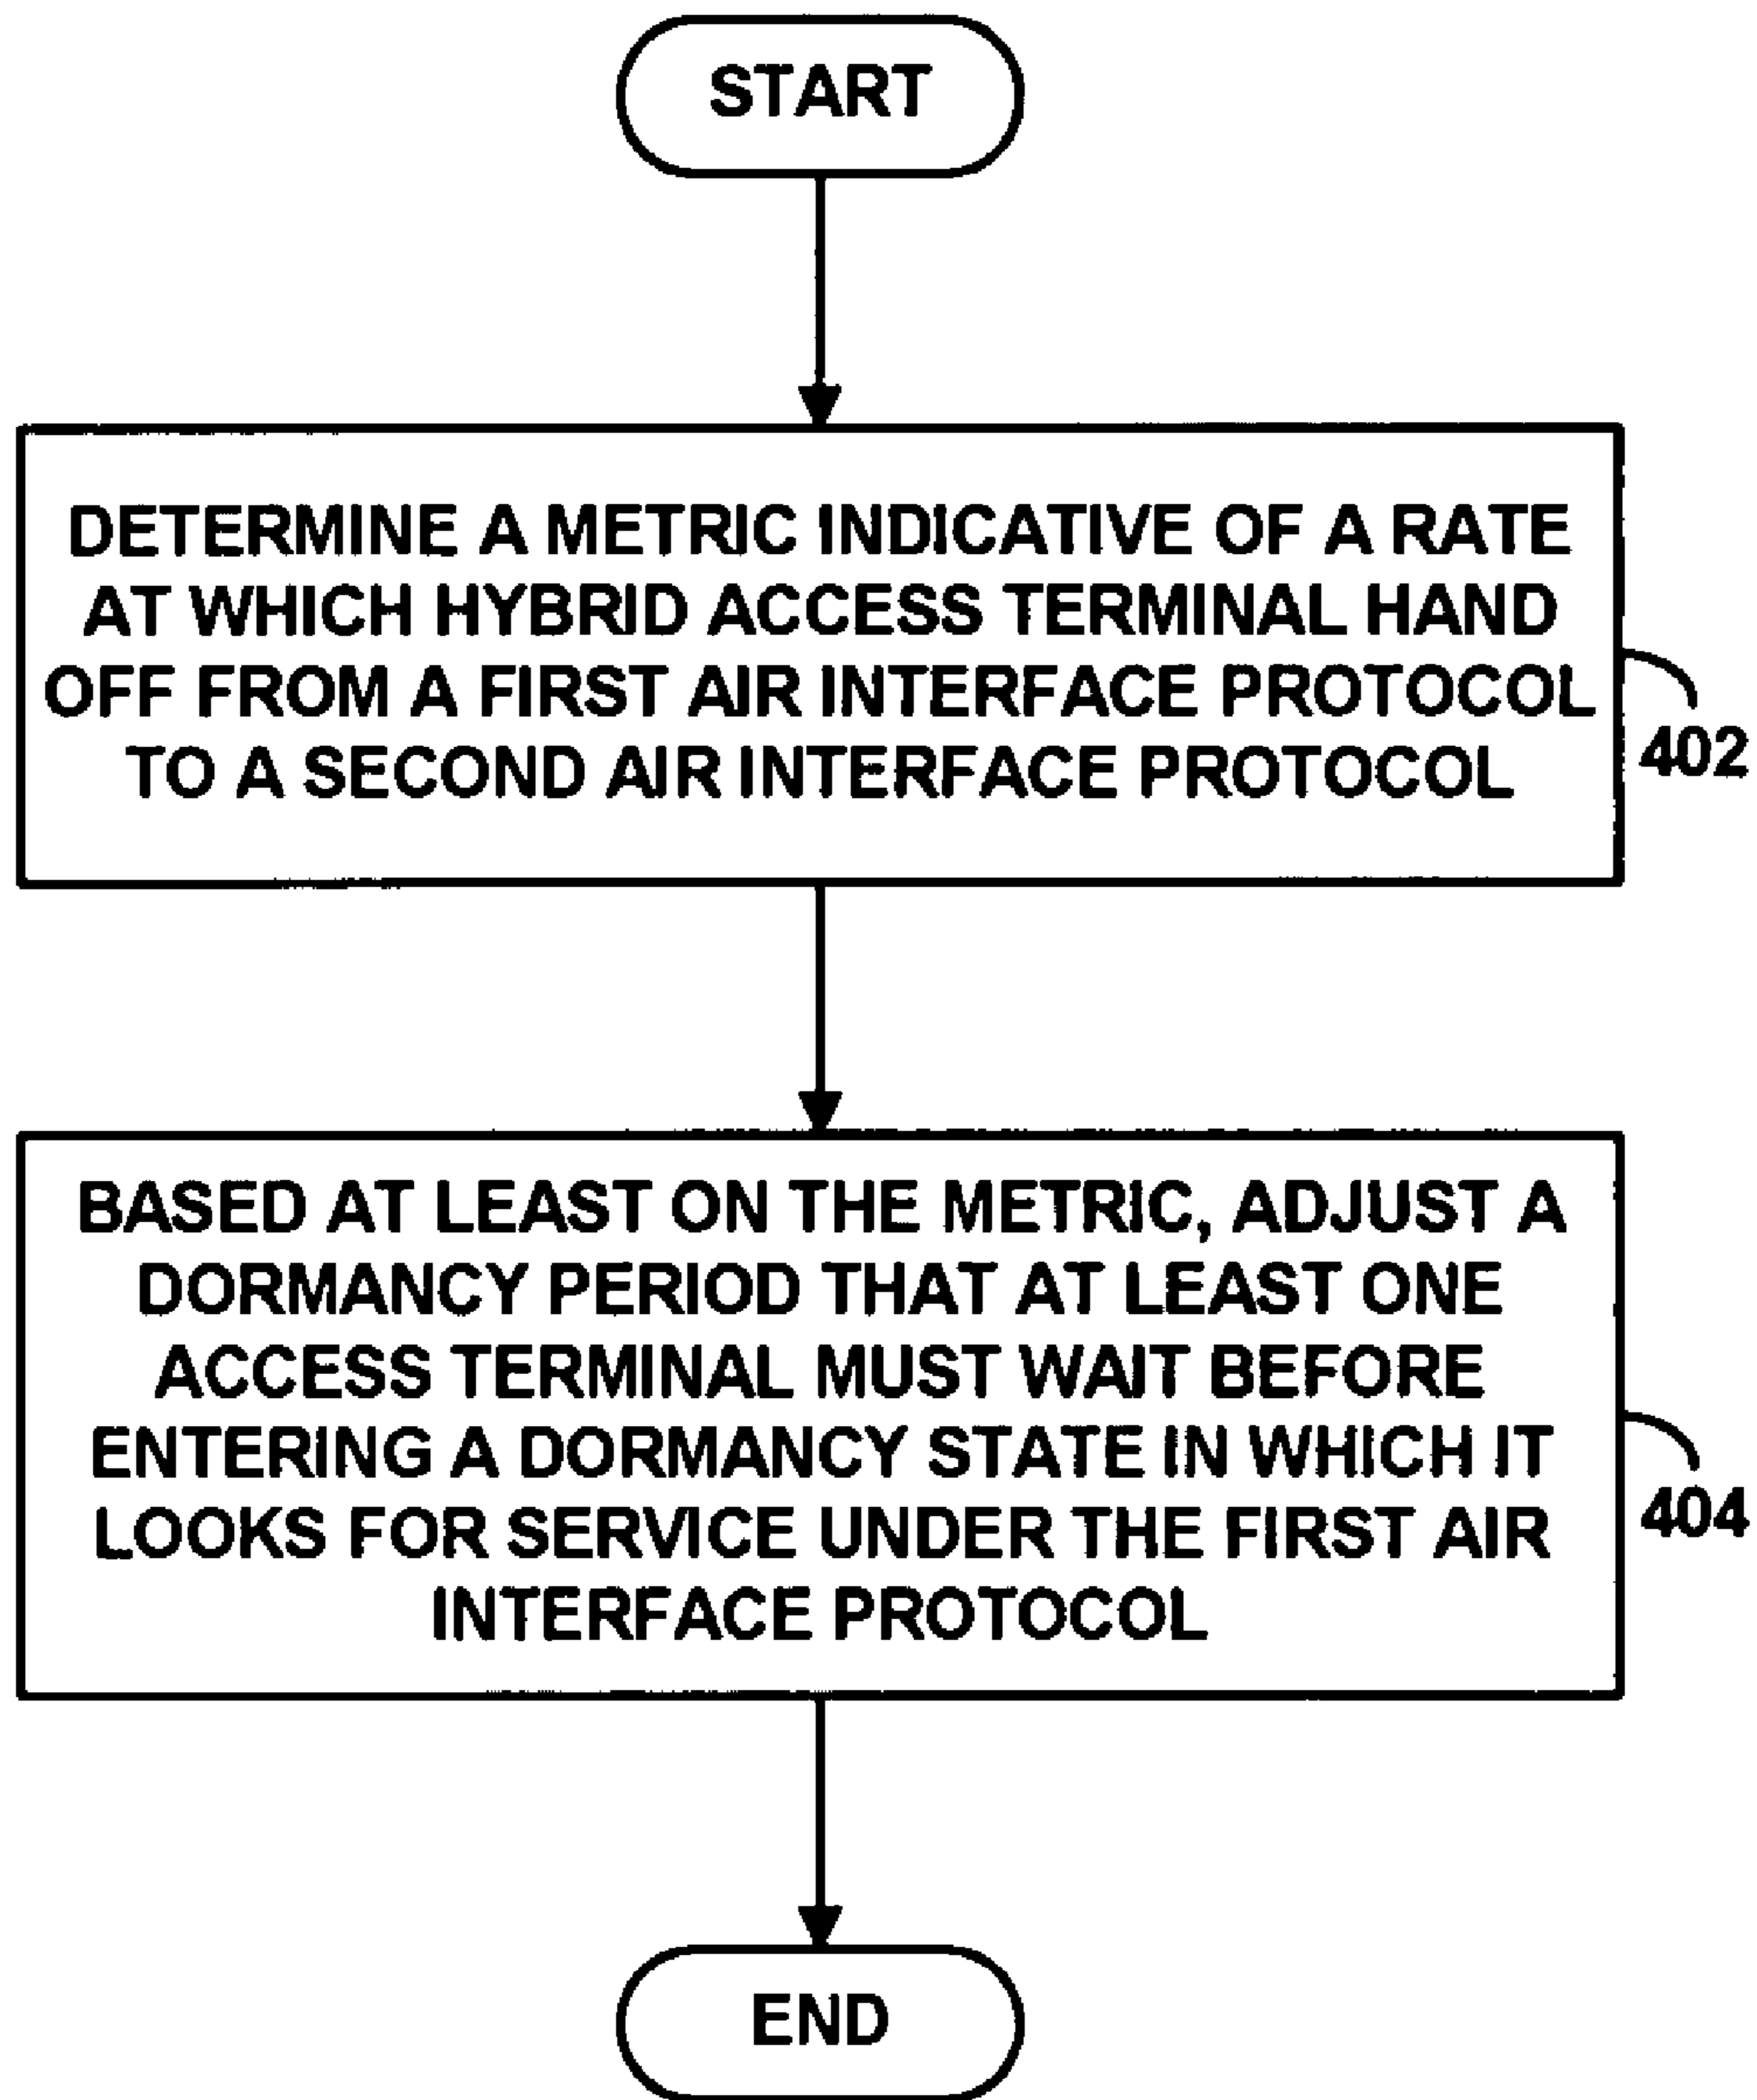 START
DETERMINE A METRIC INDICATIVE OF A RATE
AT WHICH HYBRID ACCESS TERMINAL HAND
OFF FROM A FIRST AIR INTERFACE PROTOCOL
TO A SECOND AIR INTERFACE PROTOCOL
402
BASED AT LEAST ON THE METRIC, ADJUST A
DORMANCY PERIOD THAT AT LEAST ONE
ACCESS TERMINAL MUST WAIT BEFORE
ENTERING A DORMANCY STATE IN WHICH IT
LOOKS FOR SERVICE UNDER THE FIRST AIR
INTERFACE PROTOCOL
404
END